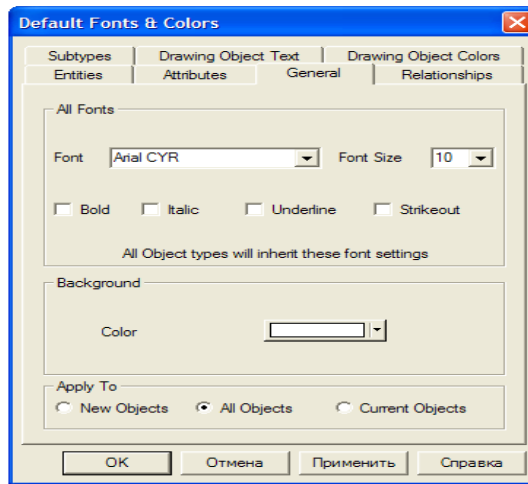 Default Fonts & Colors
Subtypes Drawing Object Text Drawing Object Colors
Entities Attributes General Relationships
All Fonts
Font Arial CYR Font Size 10
Bold Italic Underline Strikeout
All Object types will inherit these font settings
Background
Color
Apply To
New Objects All Objects Current Objects
OK Отмена Применить Справка